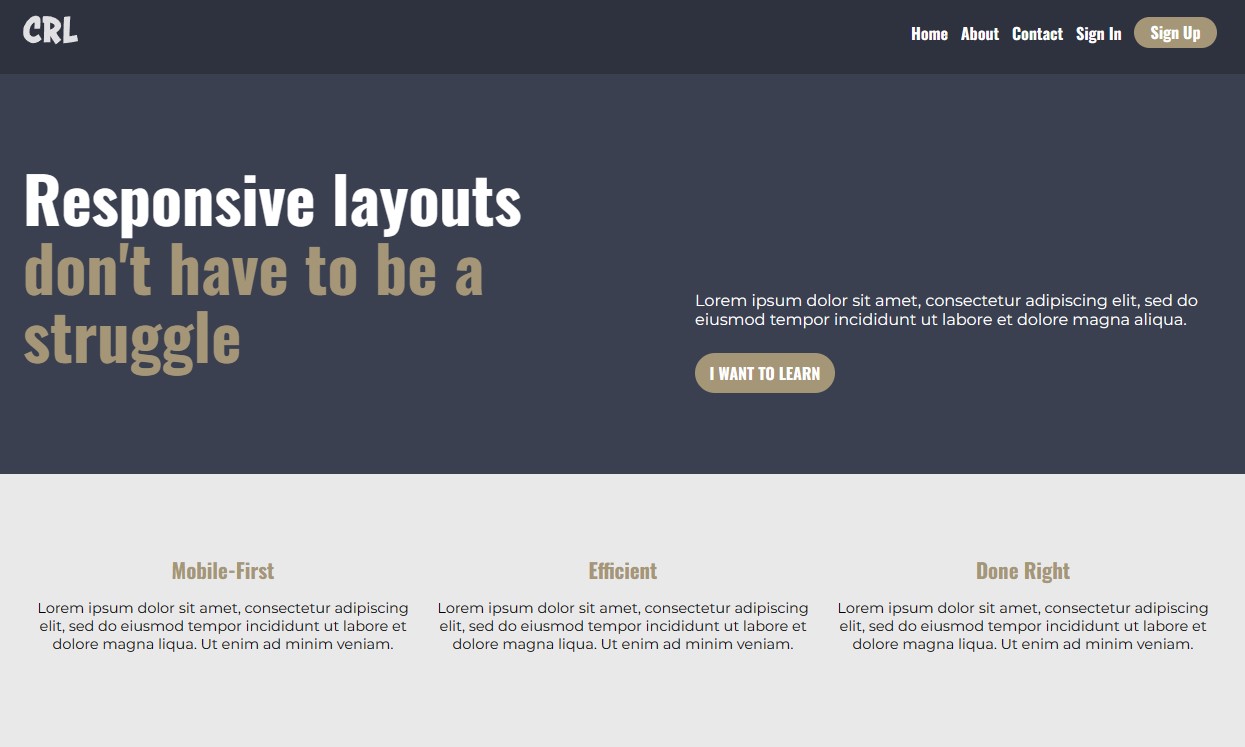 CRL
Home About Contact Sign In Sign Up
Responsive layouts
don't have to be a
struggle
Lorem ipsum dolor sit amet, consectetur adipiscing elit, sed do
eiusmod tempor incididunt ut labore et dolore magna aliqua.
I WANT TO LEARN
Mobile-First
Lorem ipsum dolor sit amet, consectetur adipiscing
elit, sed do eiusmod tempor incididunt ut labore et
dolore magna liqua. Ut enim ad minim veniam.
Efficient
Lorem ipsum dolor sit amet, consectetur adipiscing
elit, sed do eiusmod tempor incididunt ut labore et
dolore magna liqua. Ut enim ad minim veniam.
Done Right
Lorem ipsum dolor sit amet, consectetur adipiscing
elit, sed do eiusmod tempor incididunt ut labore et
dolore magna liqua. Ut enim ad minim veniam.